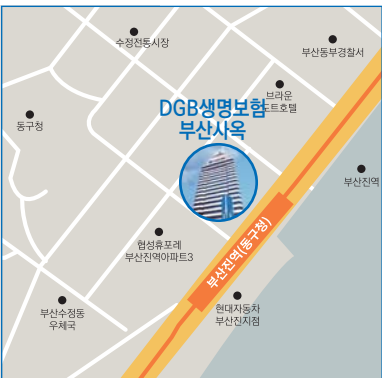 수정전통시장
부산동부경찰서
브라운
도트호텔
DGB생명보험
부산사옥
동구청
부산진역
협성휴포레
부산진역아파트3
부산진역(동구청)
부산수정동
우체국
현대자동차
부산진지점